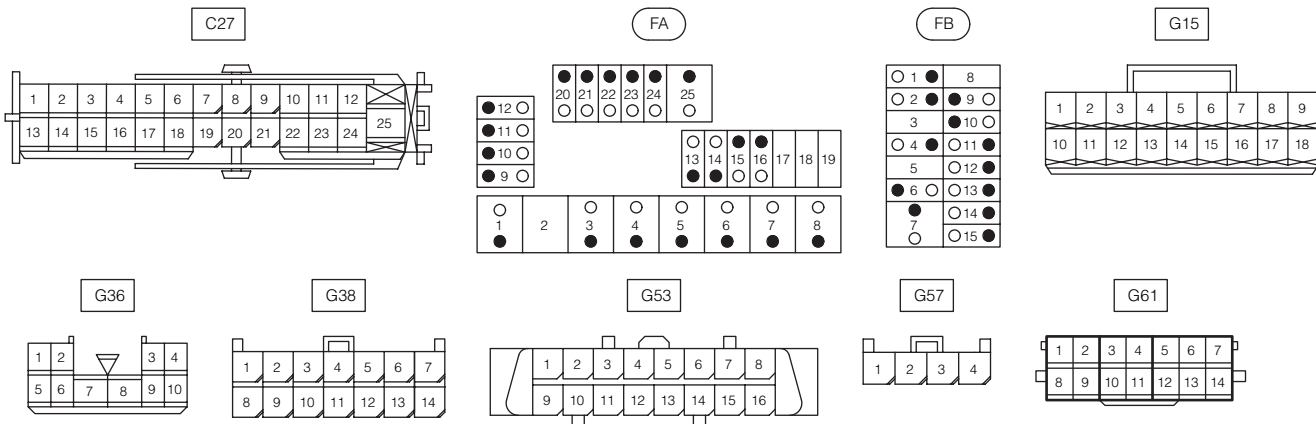 C27
1 2 3 4 5 6 7 8 9 10 11 12
13 14 15 16 17 18 19 20 21 22 23 24
25
FA
20 21 22 23 24 25
12
11
10
9
13 14 15 16 17 18 19
1 2 3 4 5 6 7 8
FB
1 8
2 9
3 10
4 11
5 12
6 13
7 14
15
G15
1 2 3 4 5 6 7 8 9
10 11 12 13 14 15 16 17 18
G36
1 2 3 4
5 6 7 8 9 10
G38
1 2 3 4 5 6 7
8 9 10 11 12 13 14
G53
1 2 3 4 5 6 7 8
9 10 11 12 13 14 15 16
G57
1 2 3 4
G61
1 2 3 4 5 6 7
8 9 10 11 12 13 14